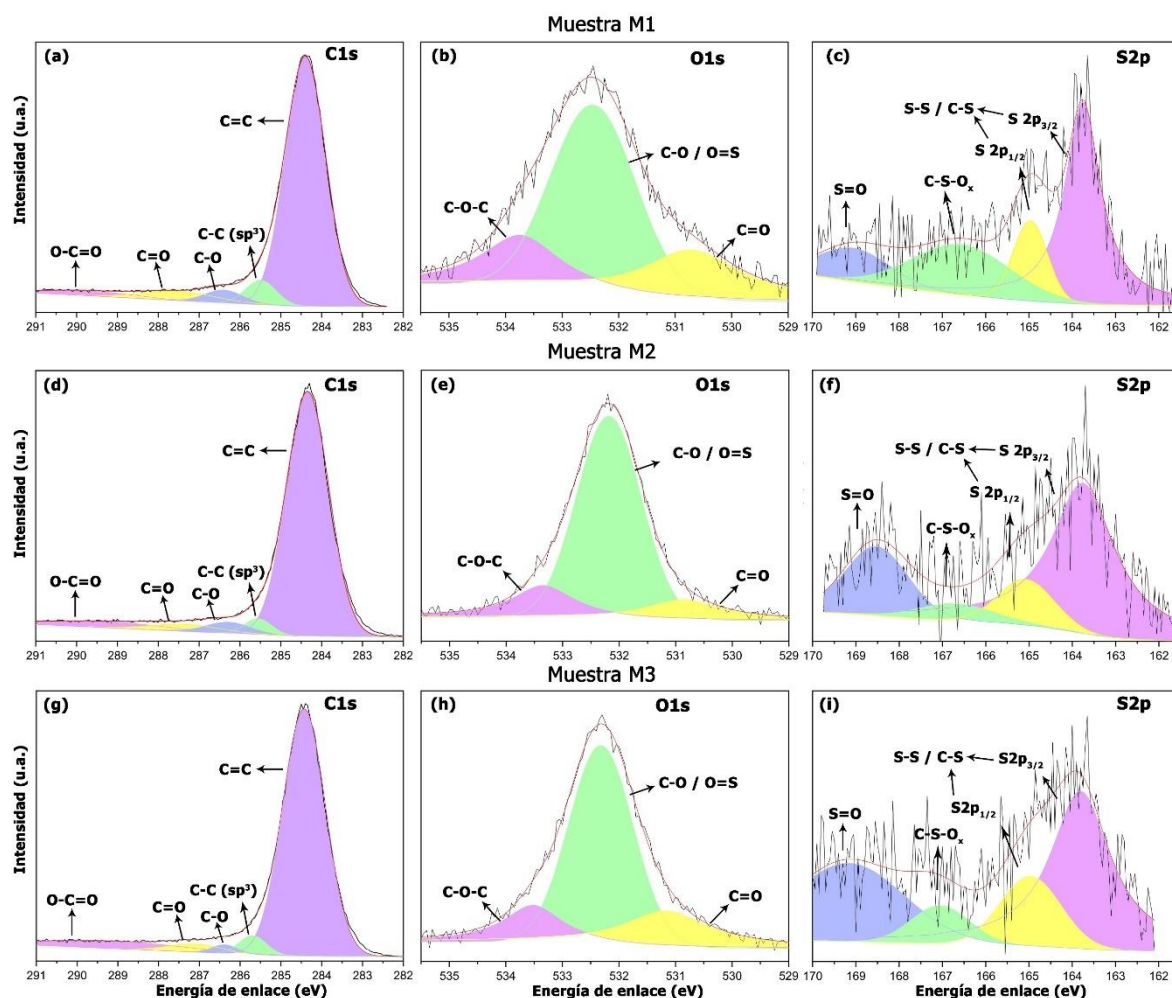 Muestra M1
(a)
C1s
Intensidad (u.a.)
C=C
O-C=O
C=O
C-O
C-C (sp³)
291 290 289 288 287 286 285 284 283 282
(b)
O1s
C-O / O=S
C-O-C
C=O
535 534 533 532 531 530 529
(c)
S2p
S-S / C-S
S 2p3/2
S 2p1/2
S=O
C-S-Ox
170 169 168 167 166 165 164 163 162
Muestra M2
(d)
C1s
Intensidad (u.a.)
C=C
O-C=O
C=O
C-O
C-C (sp³)
291 290 289 288 287 286 285 284 283 282
(e)
O1s
C-O / O=S
C-O-C
C=O
535 534 533 532 531 530 529
(f)
S2p
S-S / C-S
S 2p3/2
S 2p1/2
S=O
C-S-Ox
170 169 168 167 166 165 164 163 162
Muestra M3
(g)
C1s
Intensidad (u.a.)
C=C
O-C=O
C=O
C-O
C-C (sp³)
291 290 289 288 287 286 285 284 283 282
Energía de enlace (eV)
(h)
O1s
C-O / O=S
C-O-C
C=O
535 534 533 532 531 530 529
Energía de enlace (eV)
(i)
S2p
S-S / C-S
S2p3/2
S2p1/2
S=O
C-S-Ox
170 169 168 167 166 165 164 163 162
Energía de enlace (eV)